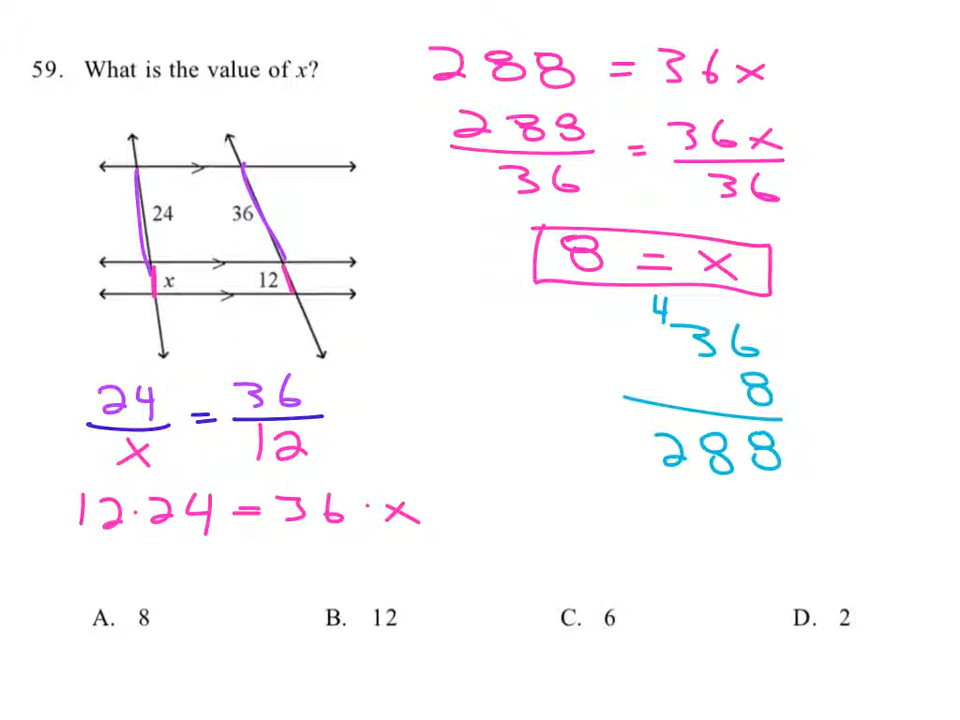 59. What is the value of x?
24
36
x
12
24/x = 36/12
12·24 = 36·x
288 = 36x
288/36 = 36x/36
8 = x
4
36
8
288
A. 8 B. 12 C. 6 D. 2